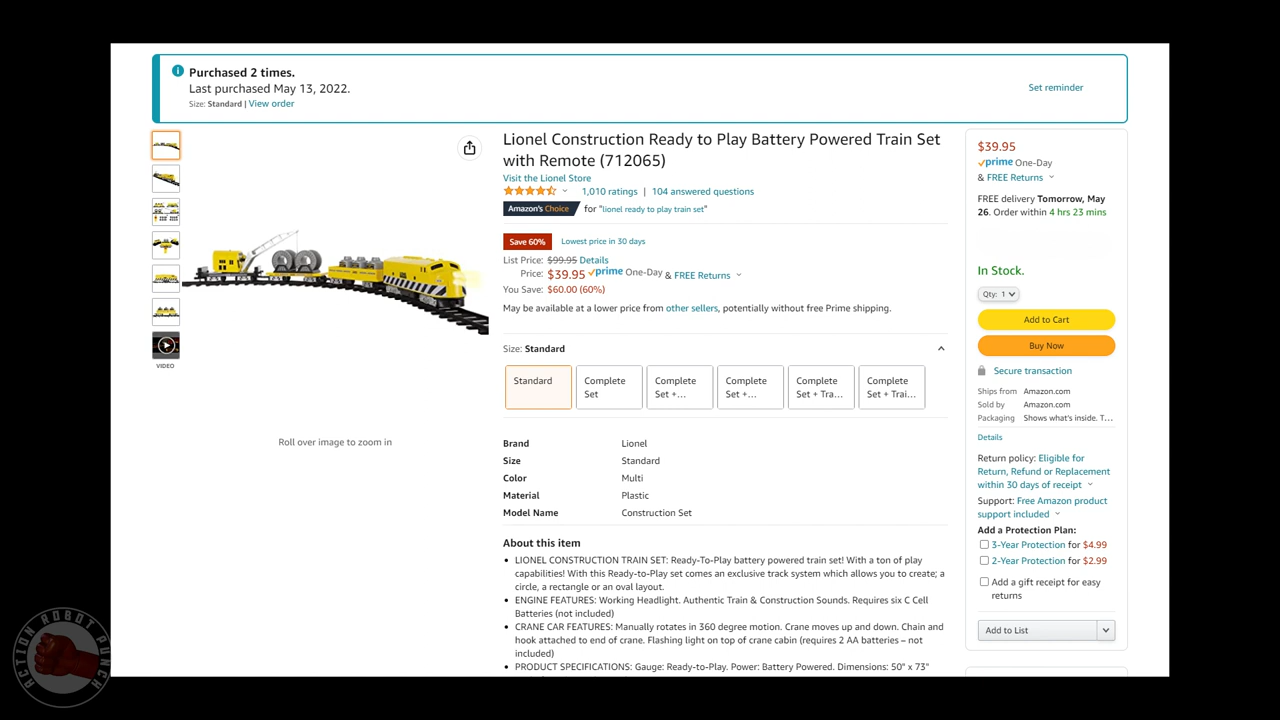 Purchased 2 times.
Last purchased May 13, 2022.
Size: Standard | View order
Set reminder
VIDEO
Roll over image to zoom in
Lionel Construction Ready to Play Battery Powered Train Set
with Remote (712065)
Visit the Lionel Store
1,010 ratings | 104 answered questions
Amazon's Choice for "lionel ready to play train set"
Save 60% Lowest price in 30 days
List Price: $99.95 Details
Price: $39.95 prime One-Day & FREE Returns
You Save: $60.00 (60%)
May be available at a lower price from other sellers, potentially without free Prime shipping.
Size: Standard
Standard
Complete
Set
Complete
Set +...
Complete
Set +...
Complete
Set + Tra...
Complete
Set + Trai...
Brand Lionel
Size Standard
Color Multi
Material Plastic
Model Name Construction Set
About this item
• LIONEL CONSTRUCTION TRAIN SET: Ready-To-Play battery powered train set! With a ton of play
capabilities! With this Ready-to-Play set comes an exclusive track system which allows you to create; a
circle, a rectangle or an oval layout.
• ENGINE FEATURES: Working Headlight. Authentic Train & Construction Sounds. Requires six C Cell
Batteries (not included)
• CRANE CAR FEATURES: Manually rotates in 360 degree motion. Crane moves up and down. Chain and
hook attached to end of crane. Flashing light on top of crane cabin (requires 2 AA batteries – not
included)
• PRODUCT SPECIFICATIONS: Gauge: Ready-to-Play. Power: Battery Powered. Dimensions: 50" x 73"
$39.95
prime One-Day
& FREE Returns
FREE delivery Tomorrow, May
26. Order within 4 hrs 23 mins
In Stock.
Qty: 1
Add to Cart
Buy Now
Secure transaction
Ships from Amazon.com
Sold by Amazon.com
Packaging Shows what's inside. T...
Details
Return policy: Eligible for
Return, Refund or Replacement
within 30 days of receipt
Support: Free Amazon product
support included
Add a Protection Plan:
3-Year Protection for $4.99
2-Year Protection for $2.99
Add a gift receipt for easy
returns
Add to List
ACTION ROBOT PUNCH